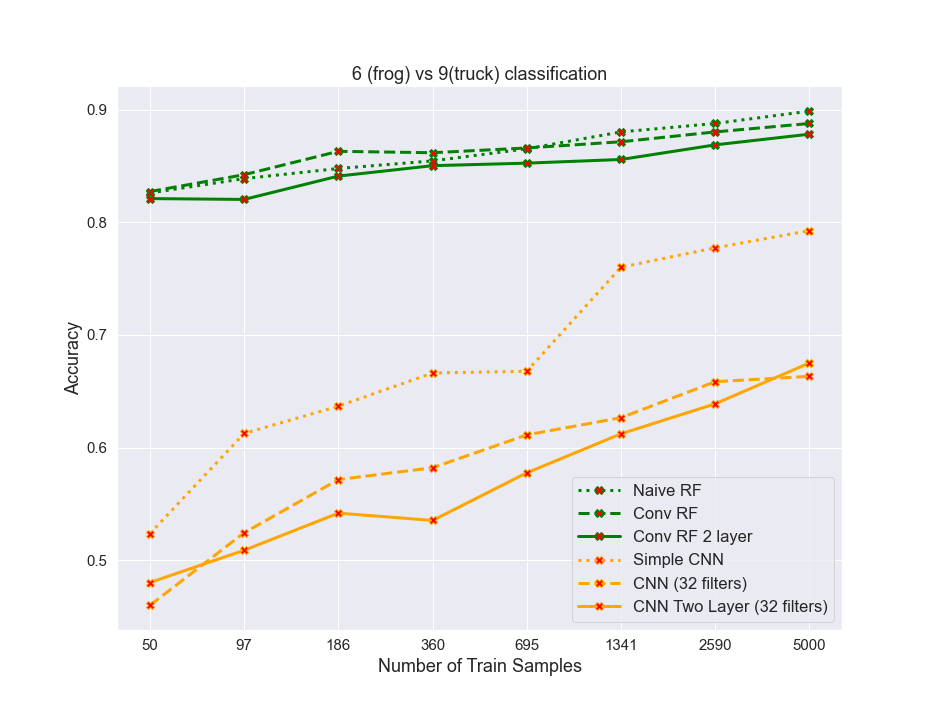 6 (frog) vs 9(truck) classification
0.9
0.8
0.7
0.6
0.5
Accuracy
Naive RF
Conv RF
Conv RF 2 layer
Simple CNN
CNN (32 filters)
CNN Two Layer (32 filters)
50 97 186 360 695 1341 2590 5000
Number of Train Samples